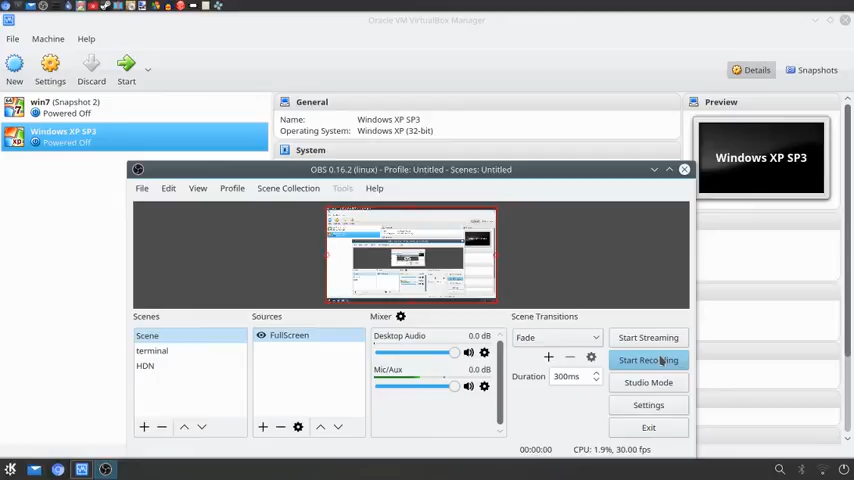 Oracle VM VirtualBox Manager
File Machine Help
New Settings Discard Start
Details Snapshots
win7 (Snapshot 2)
Powered Off
Windows XP SP3
Powered Off
General
Name: Windows XP SP3
Operating System: Windows XP (32-bit)
System
Preview
Windows XP SP3
OBS 0.16.2 (linux) - Profile: Untitled - Scenes: Untitled
File Edit View Profile Scene Collection Tools Help
Scenes
Scene
terminal
HDN
Sources
FullScreen
Mixer
Desktop Audio 0.0 dB
Mic/Aux 0.0 dB
Scene Transitions
Fade
Duration 300ms
Start Streaming
Start Recording
Studio Mode
Settings
Exit
00:00:00 CPU: 1.9%, 30.00 fps